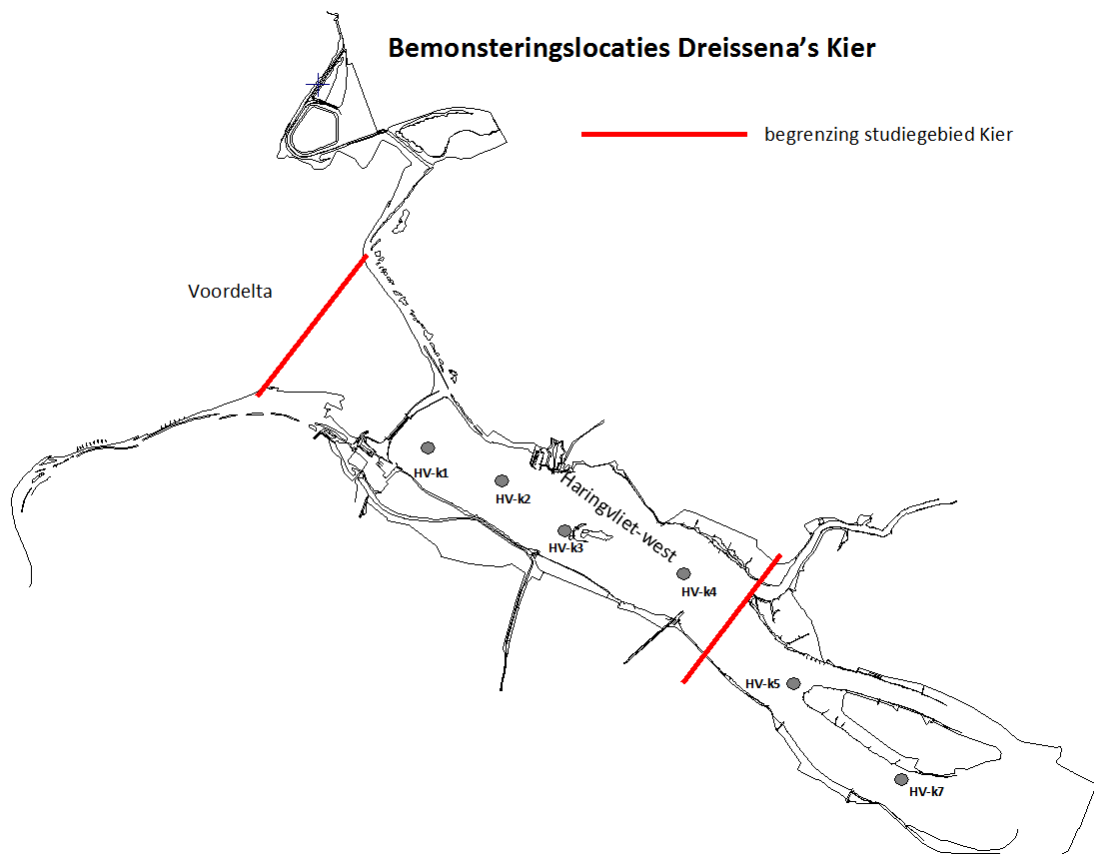 Bemonsteringslocaties Dreissena's Kier
begrenzing studiegebied Kier
Voordelta
HV-k1
HV-k2
Haringvliet-west
HV-k3
HV-k4
HV-k5
HV-k7